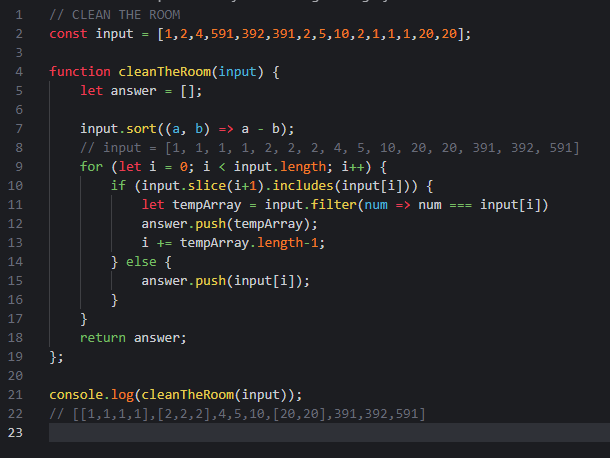 1 // CLEAN THE ROOM
2 const input = [1,2,4,591,392,391,2,5,10,2,1,1,1,20,20];
3
4 function cleanTheRoom(input) {
5     let answer = [];
6
7     input.sort((a, b) => a - b);
8     // input = [1, 1, 1, 1, 2, 2, 2, 4, 5, 10, 20, 20, 391, 392, 591]
9     for (let i = 0; i < input.length; i++) {
10         if (input.slice(i+1).includes(input[i])) {
11             let tempArray = input.filter(num => num === input[i])
12             answer.push(tempArray);
13             i += tempArray.length-1;
14         } else {
15             answer.push(input[i]);
16         }
17     }
18     return answer;
19 };
20
21 console.log(cleanTheRoom(input));
22 // [[1,1,1,1],[2,2,2],4,5,10,[20,20],391,392,591]
23